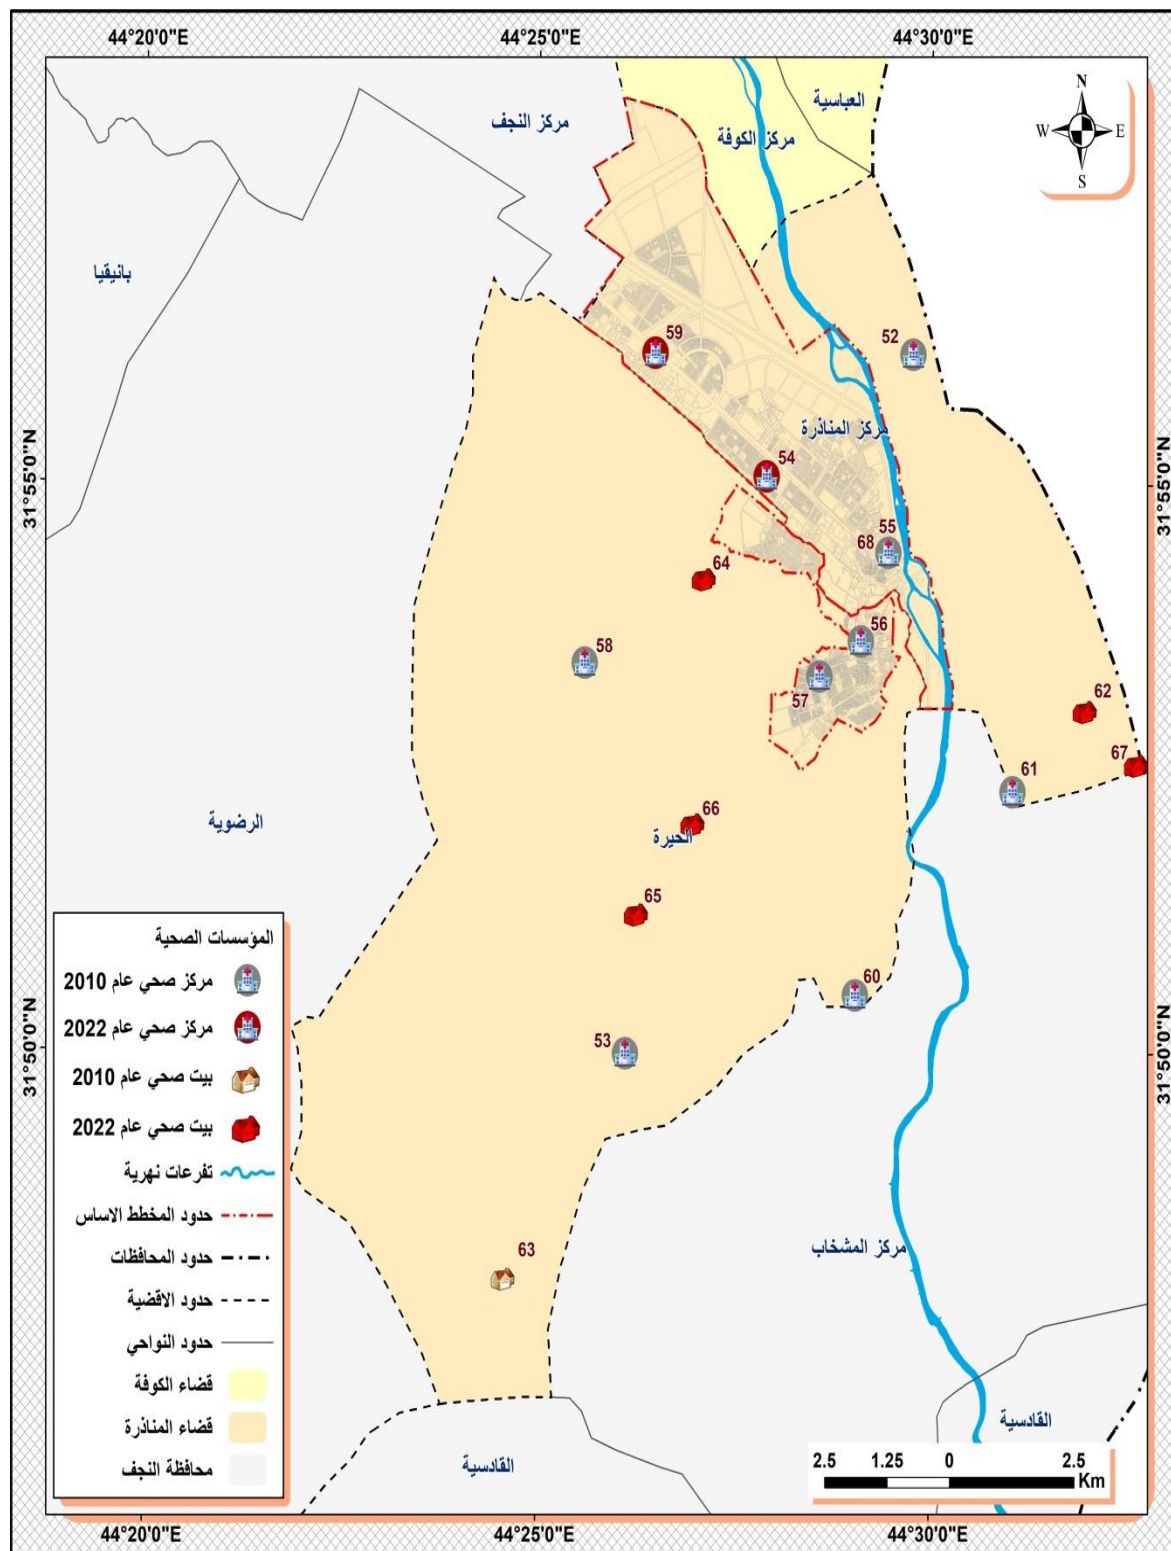 44°20'0"E
44°25'0"E
44°30'0"E
العباسية
مركز النجف
مركز الكوفة
N
W
E
S
بانيقيا
59
52
مركز المناذرة
54
31°55'0"N
31°55'0"N
55
68
64
56
58
57
62
67
61
الرضوية
66
الحيرة
65
المؤسسات الصحية
مركز صحي عام 2010
مركز صحي عام 2022
بيت صحي عام 2010
بيت صحي عام 2022
تفرعات نهرية
حدود المخطط الاساس
حدود المحافظات
حدود الاقضية
حدود النواحي
قضاء الكوفة
قضاء المناذرة
محافظة النجف
60
53
31°50'0"N
31°50'0"N
63
مركز المشخاب
القادسية
القادسية
2.5 1.25 0 2.5
Km
44°20'0"E
44°25'0"E
44°30'0"E